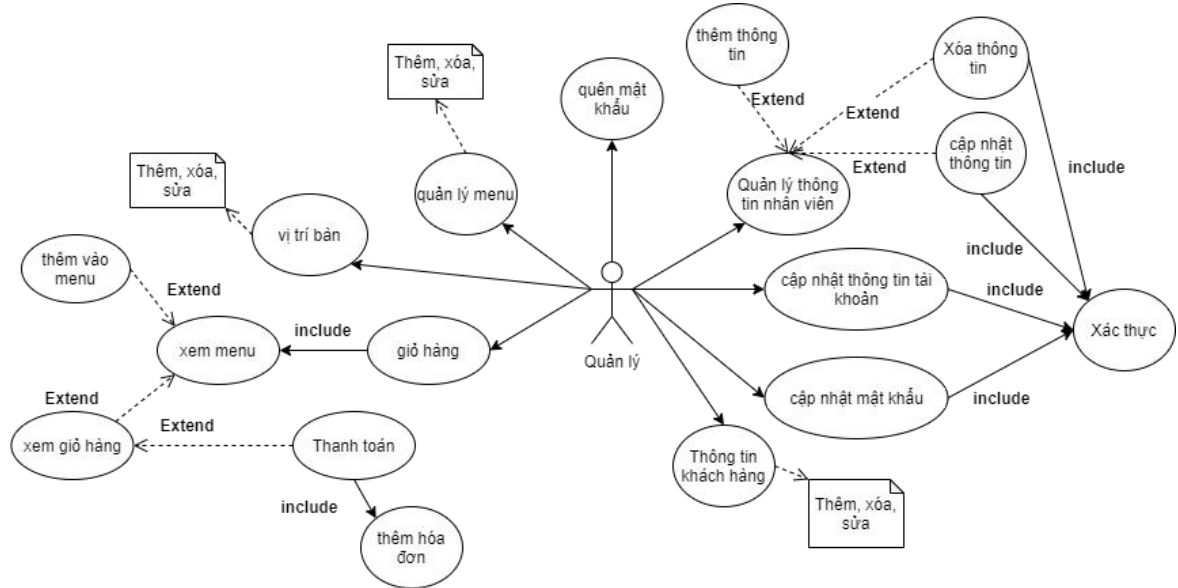 thêm thông
tin
Xóa thông
tin
Thêm, xóa,
sửa
quên mật
khẩu
Extend
Extend
cập nhật
thông tin
Extend
include
Thêm, xóa,
sửa
quản lý menu
Quản lý thông
tin nhân viên
vị trí bàn
thêm vào
menu
include
cập nhật thông tin tài
khoản
include
Extend
include
xem menu
giỏ hàng
Quản lý
Xác thực
Extend
cập nhật mật khẩu
include
Extend
xem giỏ hàng
Thanh toán
Thông tin
khách hàng
include
Thêm, xóa,
sửa
thêm hóa
đơn